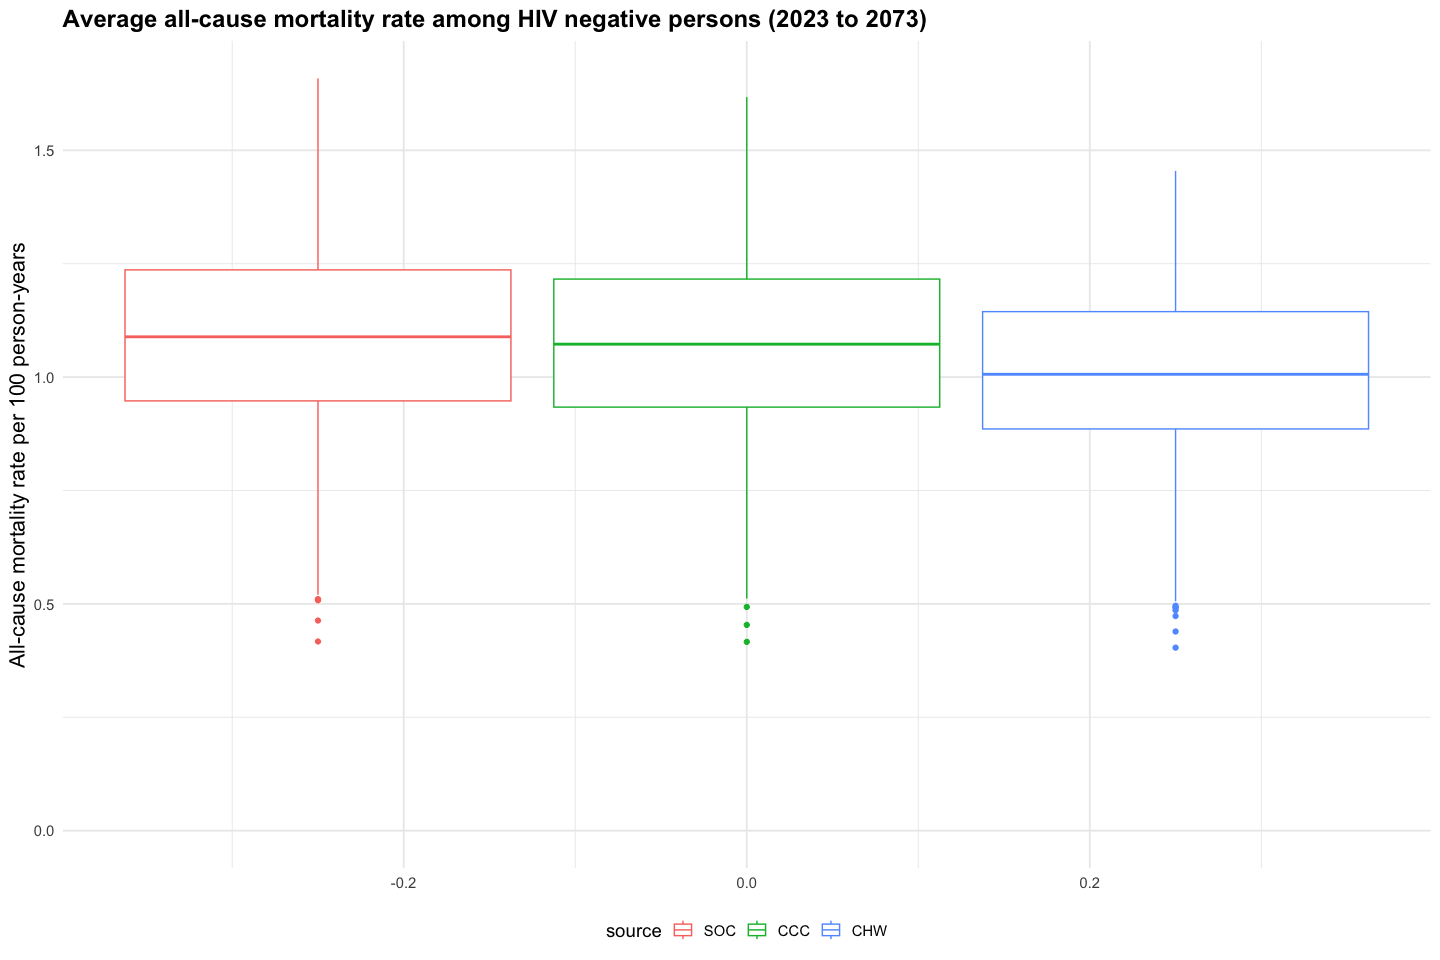 Average all-cause mortality rate among HIV negative persons (2023 to 2073)
All-cause mortality rate per 100 person-years
1.5
1.0
0.5
0.0
-0.2 0.0 0.2
source SOC CCC CHW